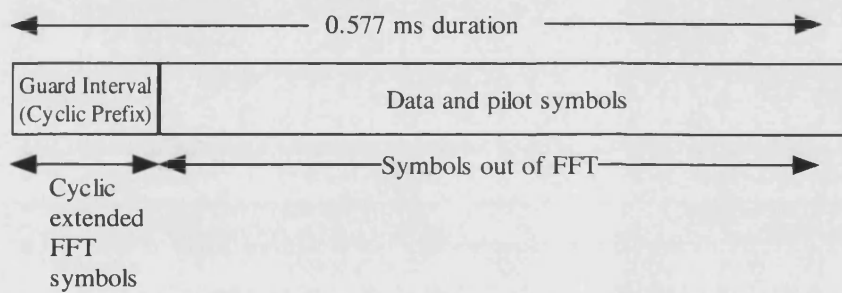 0.577 ms duration
Guard Interval
(Cyclic Prefix)
Data and pilot symbols
Symbols out of FFT
Cyclic
extended
FFT
symbols